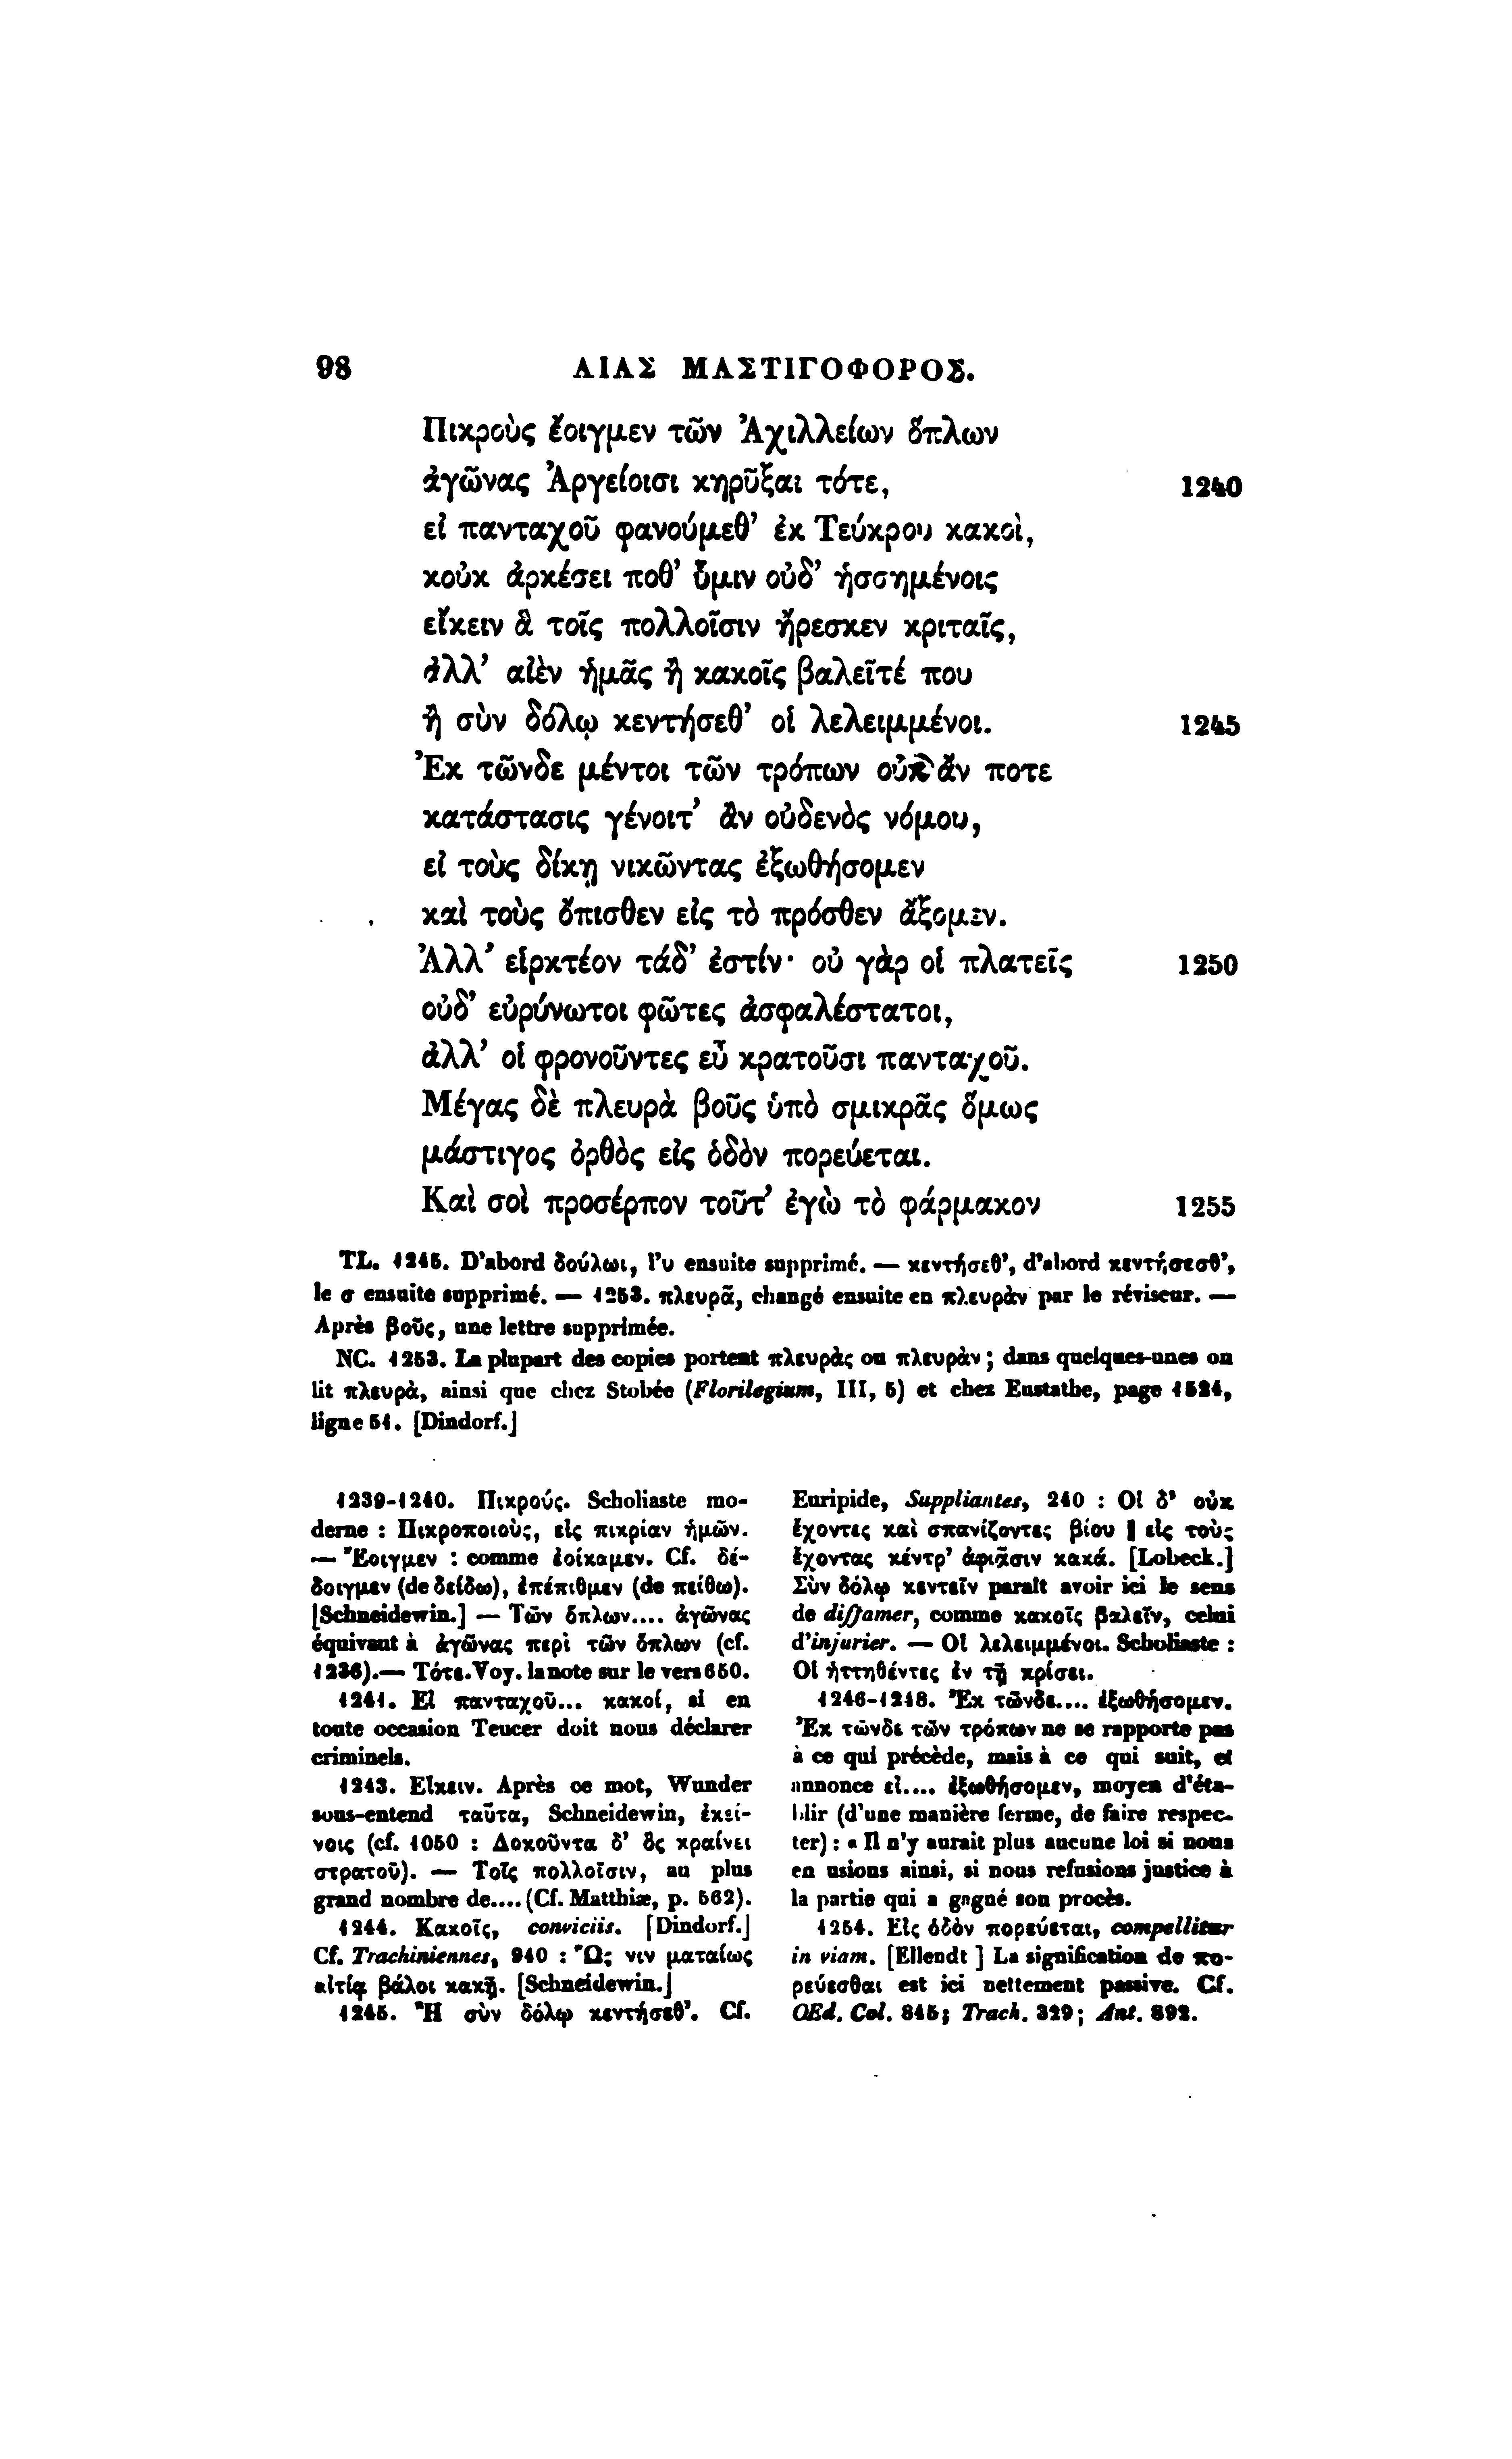 98 ΑΙΑΣ ΜΑΣΤΙΓΟΦΟΡΟΣ.
Πικροὺς ἔοιγμεν τῶν Ἀχιλλείων ὅπλων
ἀγῶνας Ἀργείοισι κηρῦξαι τότε, 1240
εἰ πανταχοῦ φανούμεθ’ ἐκ Τεύκρου κακοὶ,
κοὐκ ἀρκέσει ποθ’ ὕμιν οὐδ’ ἡσσημένοις
εἴκειν ἃ τοῖς πολλοῖσιν ἤρεσκεν κριταῖς,
ἀλλ’ αἰὲν ἡμᾶς ἢ κακοῖς βαλεῖτέ που
ἢ σὺν δόλῳ κεντήσεθ’ οἱ λελειμμένοι. 1245
Ἐκ τῶνδε μέντοι τῶν τρόπων οὐκ ἄν ποτε
κατάστασις γένοιτ’ ἂν οὐδενὸς νόμου,
εἰ τοὺς δίκῃ νικῶντας ἐξωθήσομεν
καὶ τοὺς ὄπισθεν εἰς τὸ πρόσθεν ἄξομεν.
Ἀλλ’ εἰρκτέον τάδ’ ἐστίν· οὐ γὰρ οἱ πλατεῖς 1250
οὐδ’ εὐρύνωτοι φῶτες ἀσφαλέστατοι,
ἀλλ’ οἱ φρονοῦντες εὖ κρατοῦσι πανταχοῦ.
Μέγας δὲ πλευρὰ βοῦς ὑπὸ σμικρᾶς ὅμως
μάστιγος ὀρθὸς εἰς ὁδὸν πορεύεται.
Καὶ σοὶ προσέρπον τοῦτ’ ἐγὼ τὸ φάρμακον 1255
TL. 1245. D’abord δούλωι, l’υ ensuite supprimé. — κεντήσεθ’, d’abord κεντήσεσθ’,
le σ ensuite supprimé. — 1253. πλευρᾶ, changé ensuite en πλευρὰν par le réviseur. —
Après βοῦς, une lettre supprimée.
NC. 1253. La plupart des copies portent πλευρὰς ou πλευρὰν ; dans quelques-unes on
lit πλευρὰ, ainsi que chez Stobée (Florilegium, III, 5) et chez Eustathe, page 1524,
ligne 51. [Dindorf.]
1239-1240. Πικρούς. Scholiaste mo-
derne : Πικροποιοὺς, εἰς πικρίαν ἡμῶν.
— Ἔοιγμεν : comme ἐοίκαμεν. Cf. δέ-
δοιγμεν (de δείδω), ἐπέπιθμεν (de πείθω).
[Schneidewin.] — Τῶν ὅπλων.... ἀγῶνας
équivaut à ἀγῶνας περὶ τῶν ὅπλων (cf.
1236).— Τότε. Voy. la note sur le vers 650.
1241. Εἰ πανταχοῦ... κακοί, si en
toute occasion Teucer doit nous déclarer
criminels.
1243. Εἴκειν. Après ce mot, Wunder
sous-entend ταῦτα, Schneidewin, ἐκεί-
νοις (cf. 1050 : Δοκοῦντα δ’ ὃς κραίνει
στρατοῦ). — Τοῖς πολλοῖσιν, au plus
grand nombre de.... (Cf. Matthiæ, p. 562).
1244. Κακοῖς, conviciis. [Dindorf.]
Cf. Trachiniennes, 940 : Ὥς νιν ματαίως
αἰτίᾳ βάλοι κακῇ. [Schneidewin.]
1245. Ἢ σὺν δόλῳ κεντήσεθ’. Cf.
Euripide, Suppliantes, 240 : Οἱ δ’ οὐκ
ἔχοντες καὶ σπανίζοντες βίου | εἰς τοὺς
ἔχοντας κέντρ’ ἀφιᾶσιν κακά. [Lobeck.]
Σὺν δόλῳ κεντεῖν paraît avoir ici le sens
de diffamer, comme κακοῖς βαλεῖν, celui
d’injurier. — Οἱ λελειμμένοι. Scholiaste :
Οἱ ἡττηθέντες ἐν τῇ κρίσει.
1246-1248. Ἐκ τῶνδε.... ἐξωθήσομεν.
Ἐκ τῶνδε τῶν τρόπων ne se rapporte pas
à ce qui précède, mais à ce qui suit, et
annonce εἰ.... ἐξωθήσομεν, moyen d’éta-
blir (d’une manière ferme, de faire respec-
ter) : « Il n’y aurait plus aucune loi si nous
en usions ainsi, si nous refusions justice à
la partie qui a gagné son procès.
1254. Εἰς ὁδὸν πορεύεται, compellitur
in viam. [Ellendt ] La signification de πο-
ρεύεσθαι est ici nettement passive. Cf.
OEd. Col. 845; Trach. 329; Ant. 892.